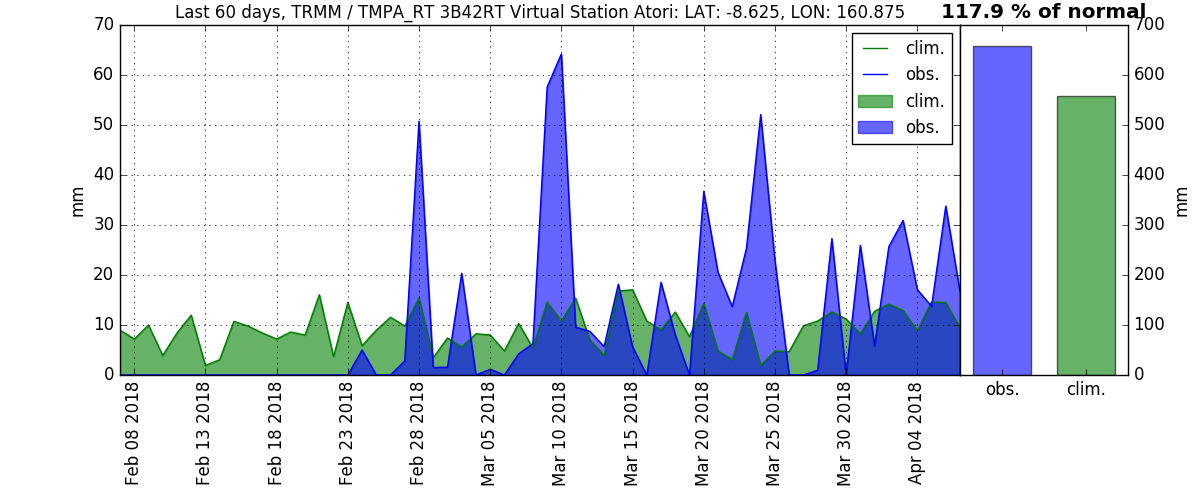 Last 60 days, TRMM / TMPA_RT 3B42RT Virtual Station Atori: LAT: -8.625, LON: 160.875
117.9 % of normal
70
60
50
40
30
20
10
0
mm
clim.
obs.
clim.
obs.
700
600
500
400
300
200
100
0
mm
Feb 08 2018
Feb 13 2018
Feb 18 2018
Feb 23 2018
Feb 28 2018
Mar 05 2018
Mar 10 2018
Mar 15 2018
Mar 20 2018
Mar 25 2018
Mar 30 2018
Apr 04 2018
obs.
clim.